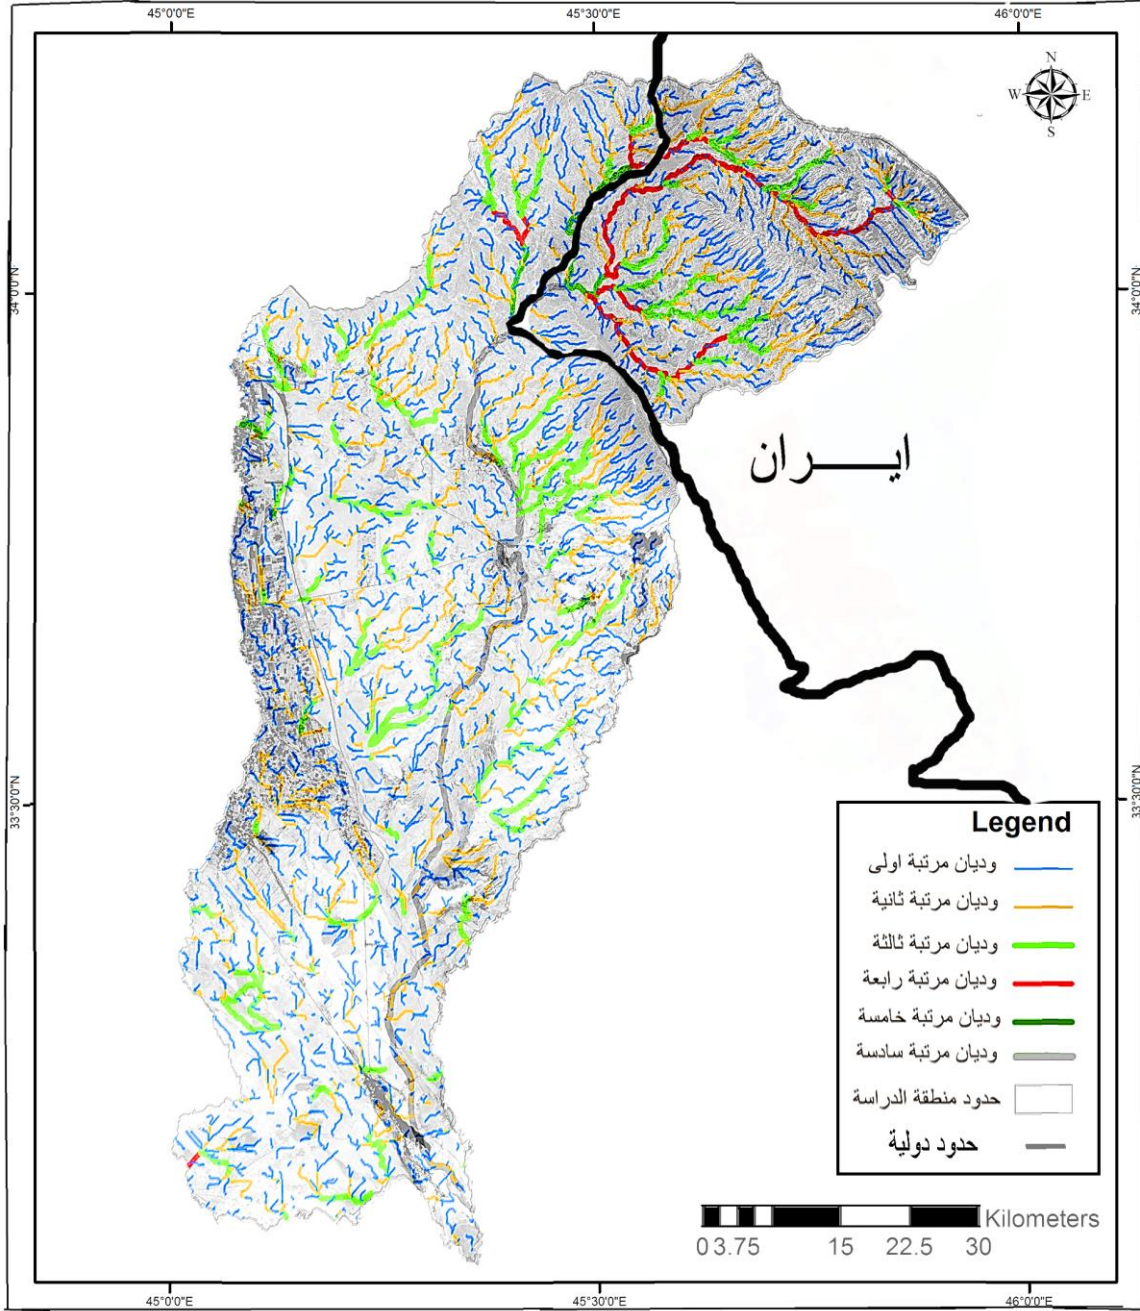 45°0'0"E
45°30'0"E
46°0'0"E
N
W E
S
34°0'0"N
34°0'0"N
ايـــران
33°30'0"N
33°30'0"N
Legend
وديان مرتبة اولى
وديان مرتبة ثانية
وديان مرتبة ثالثة
وديان مرتبة رابعة
وديان مرتبة خامسة
وديان مرتبة سادسة
حدود منطقة الدراسة
حدود دولية
Kilometers
0 3.75 15 22.5 30
45°0'0"E
45°30'0"E
46°0'0"E